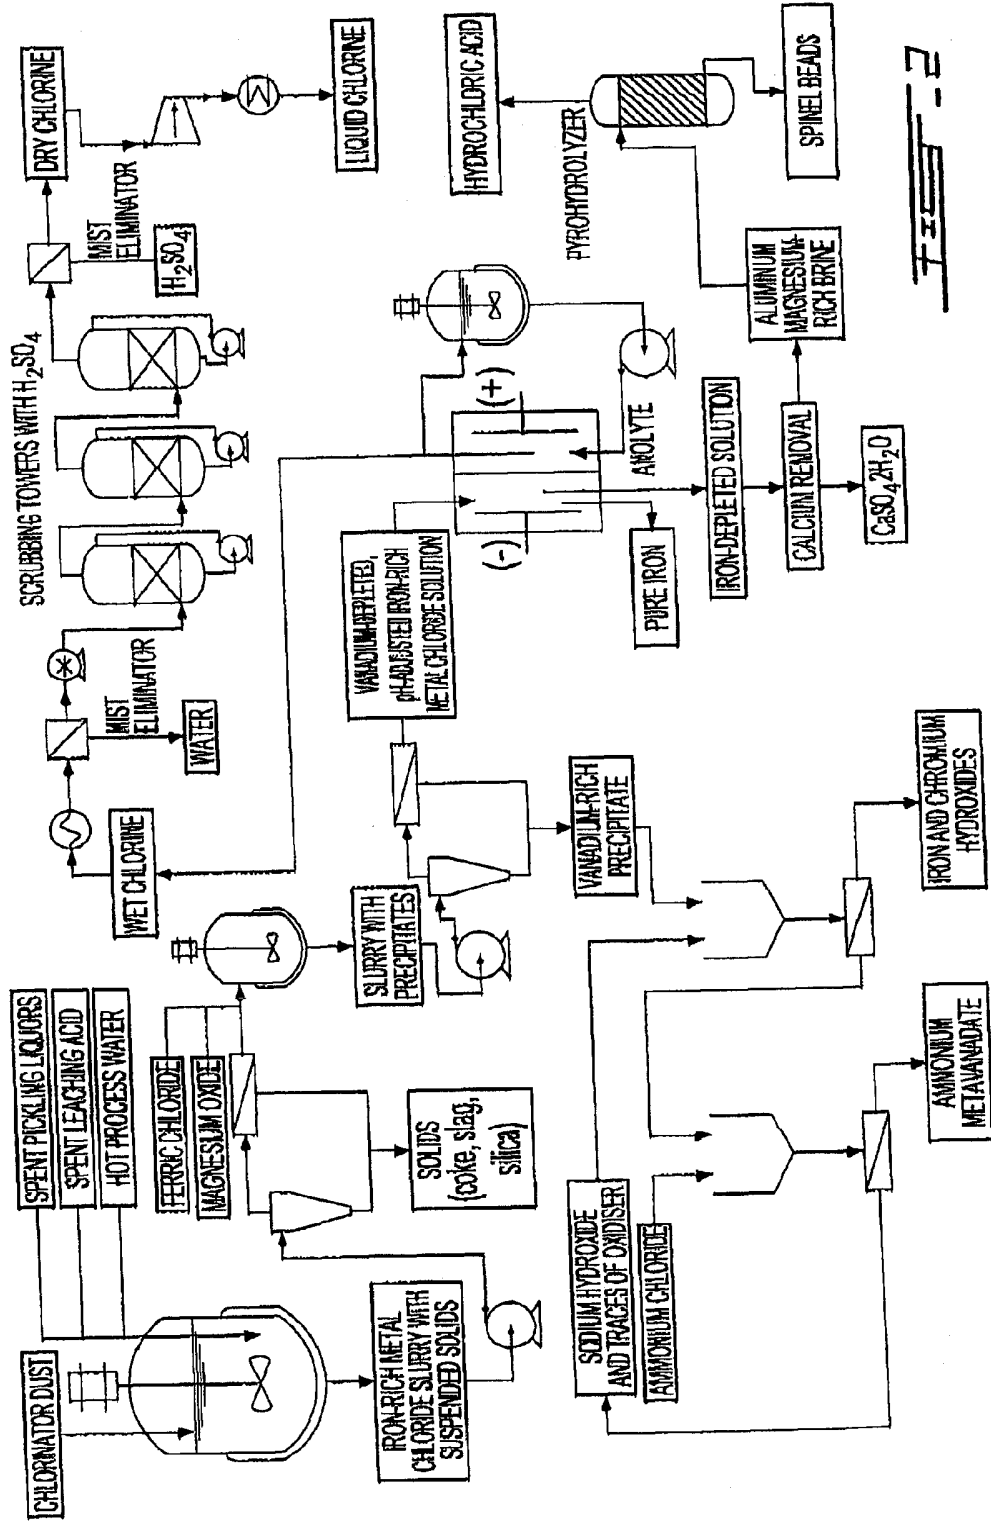 CHLORINATOR DUST
SPENT PICKLING LIQUORS
SPENT LEACHING ACID
HOT PROCESS WATER
IRON-RICH METAL
CHLORIDE SLURRY WITH
SUSPENDED SOLIDS
FERRIC CHLORIDE
MAGNESIUM OXIDE
SOLIDS
(coke, slag,
silica)
SLURRY WITH
PRECIPITATES
WET CHLORINE
MIST
ELIMINATOR
WATER
SCRUBBING TOWERS WITH H2SO4
MIST
ELIMINATOR
H2SO4
DRY CHLORINE
LIQUID CHLORINE
VANADIUM-DEPLETED,
pH-ADJUSTED IRON-RICH
METAL CHLORIDE SOLUTION
(-)
(+)
ANOLYTE
PURE IRON
IRON-DEPLETED SOLUTION
CALCIUM REMOVAL
CaSO4 2H2O
ALUMINUM
MAGNESIUM-
RICH BRINE
PYROHYDROLYZER
HYDROCHLORIC ACID
SPINEL BEADS
VANADIUM-RICH
PRECIPITATE
SODIUM HYDROXIDE
AND TRACES OF OXIDISER
AMMONIUM CHLORIDE
IRON AND CHROMIUM
HYDROXIDES
AMMONIUM
METAVANADATE
FIG - 2